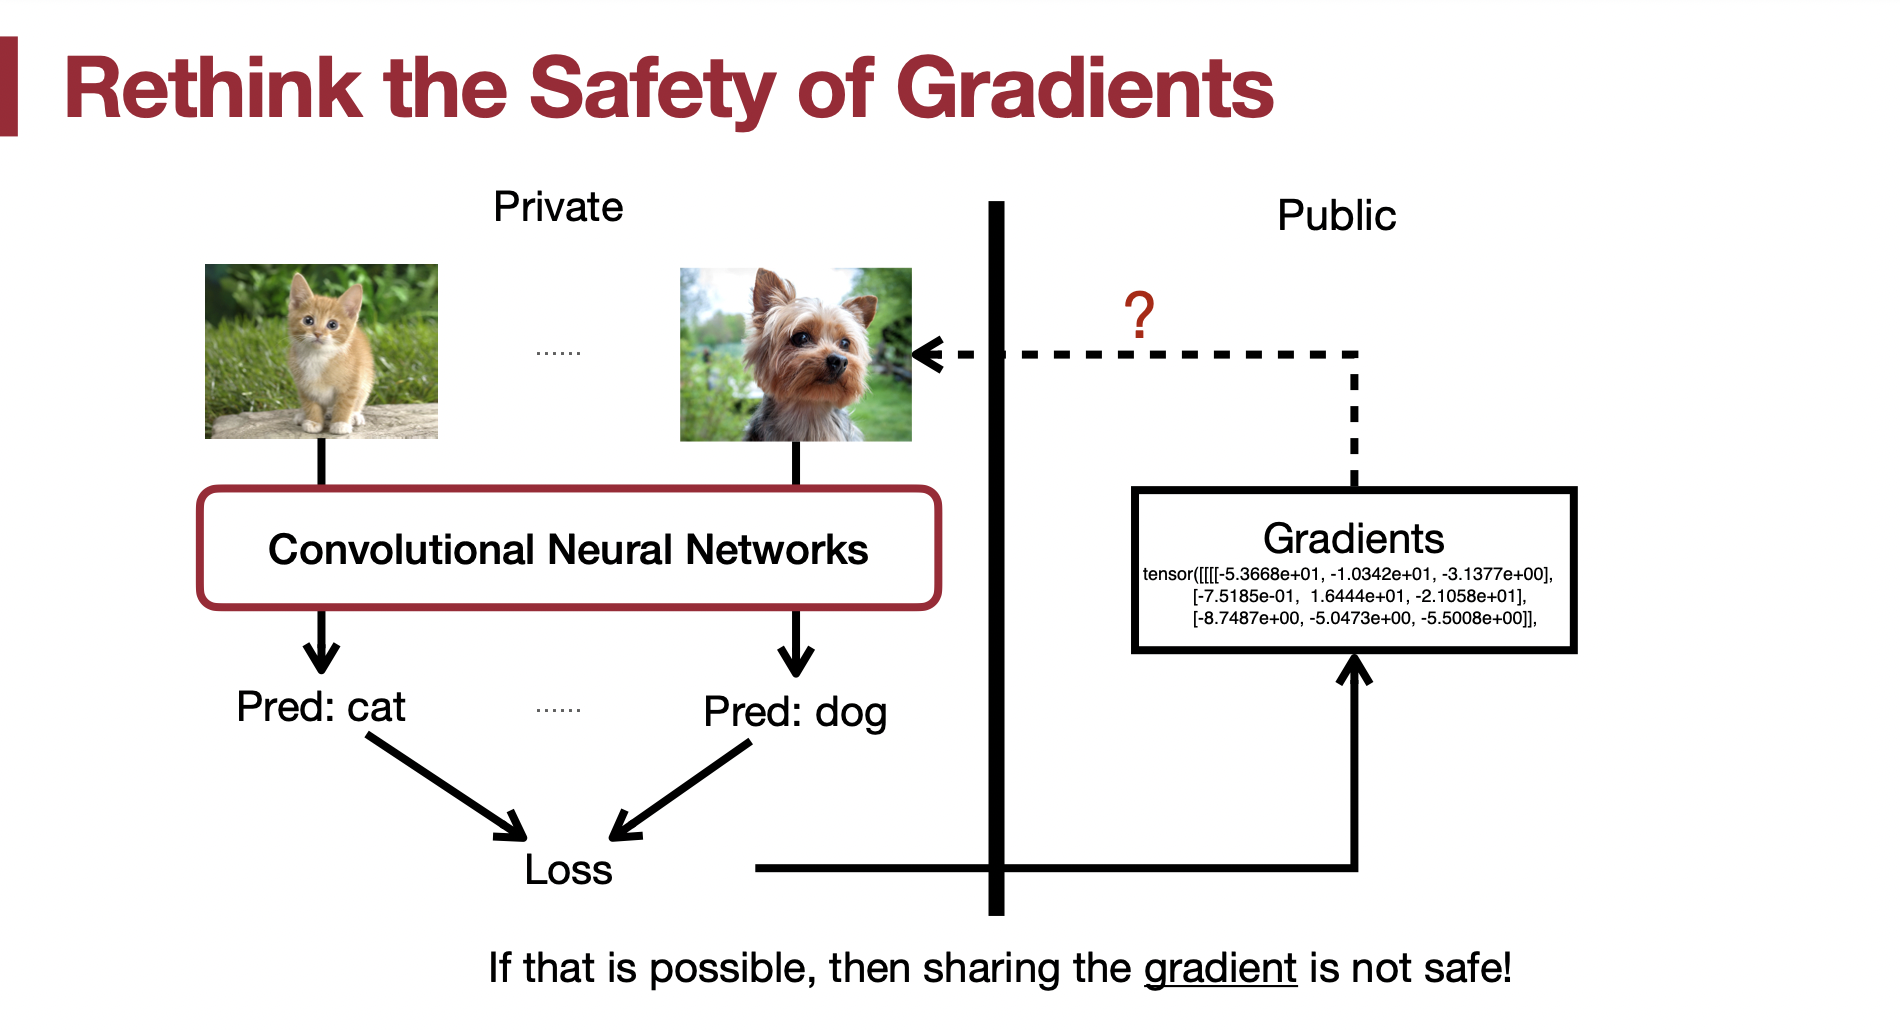 Rethink the Safety of Gradients
Private
Public
......
?
Convolutional Neural Networks
Gradients
tensor([[[[-5.3668e+01, -1.0342e+01, -3.1377e+00],
[-7.5185e-01, 1.6444e+01, -2.1058e+01],
[-8.7487e+00, -5.0473e+00, -5.5008e+00]],
Pred: cat
......
Pred: dog
Loss
If that is possible, then sharing the gradient is not safe!